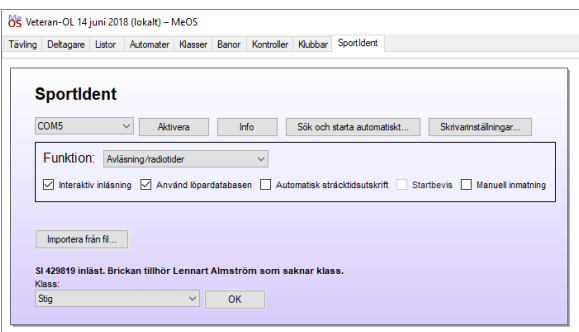 MeOS Veteran-OL 14 juni 2018 (lokalt) – MeOS
Tävling Deltagare Listor Automater Klasser Banor Kontroller Klubbar SportIdent
SportIdent
COM5 Aktivera Info Sök och starta automatiskt... Skrivarinställningar...
Funktion: Avläsning/radiotider
Interaktiv inläsning Använd löpardatabasen Automatisk sträcktidsutskrift Startbevis Manuell inmatning
Importera från fil...
SI 429819 inläst. Brickan tillhör Lennart Almström som saknar klass.
Klass:
Stig OK